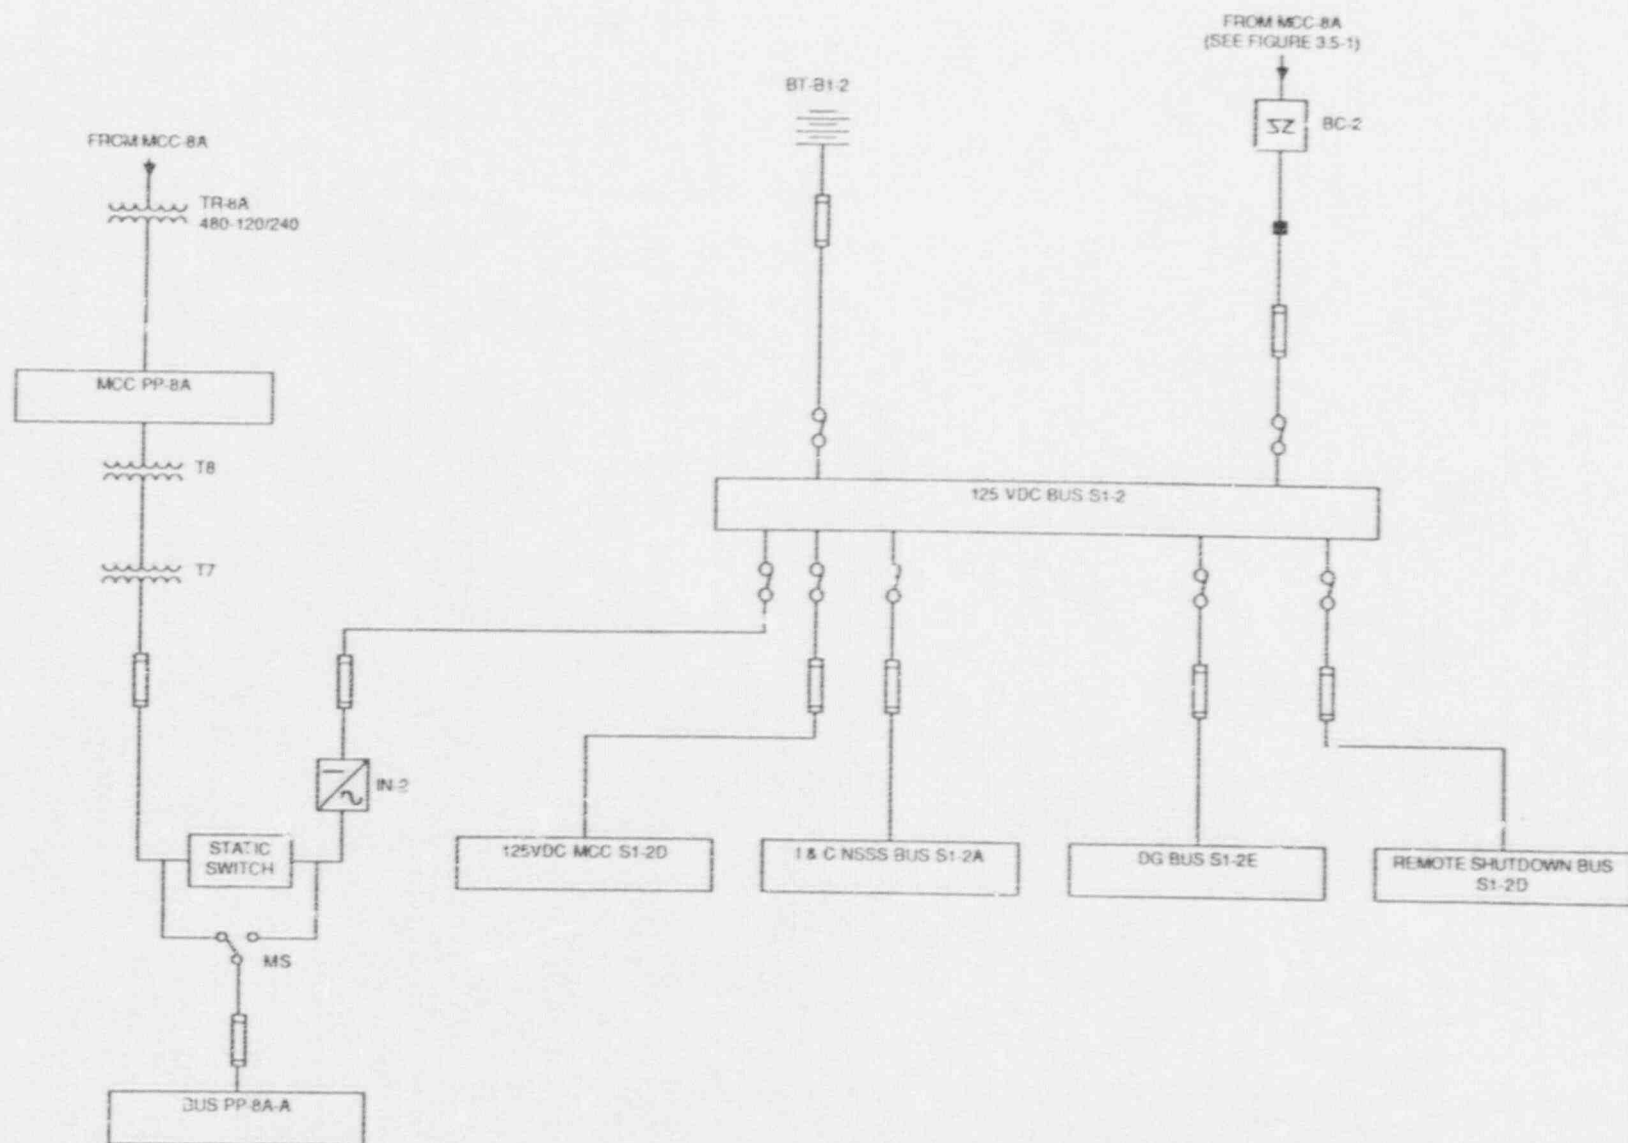 FROM MCC-8A
(SEE FIGURE 3.5-1)
BT-B1-2
BC-2
FROM MCC-8A
TR-8A
480-120/240
MCC PP-8A
T8
125 VDC BUS S1-2
T7
IN-2
STATIC
SWITCH
125VDC MCC S1-2D
I & C NSSS BUS S1-2A
DG BUS S1-2E
REMOTE SHUTDOWN BUS
S1-2D
MS
BUS PP-8A-A